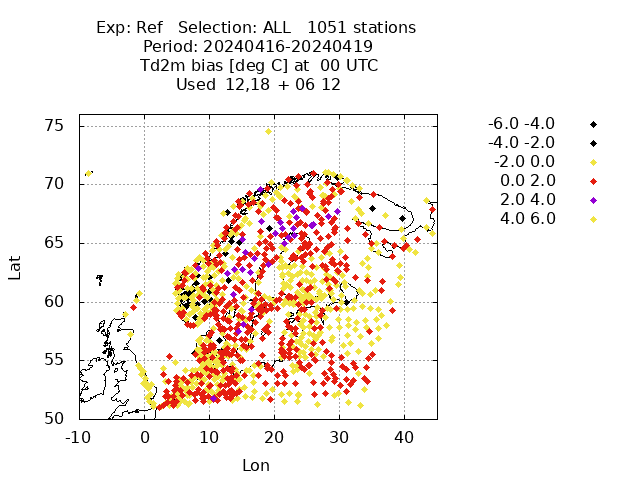 Exp: Ref   Selection: ALL   1051 stations
Period: 20240416-20240419
Td2m bias [deg C] at  00 UTC
Used  12,18 + 06 12
-6.0 -4.0
-4.0 -2.0
-2.0 0.0
0.0 2.0
2.0 4.0
4.0 6.0
75
70
65
60
55
50
Lat
-10 0 10 20 30 40
Lon